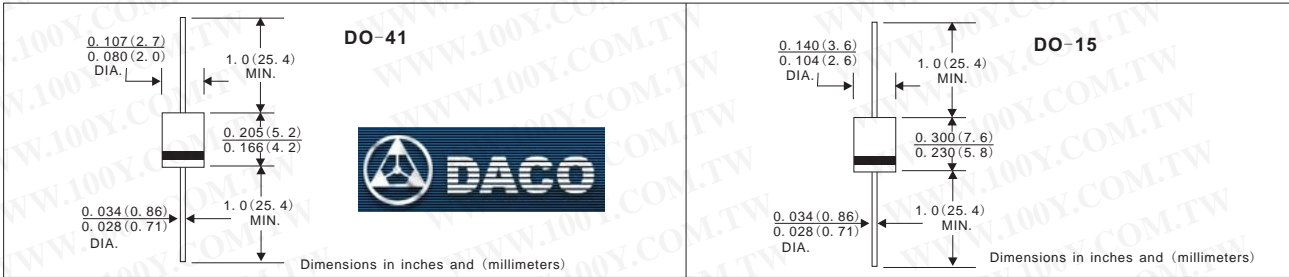 DO-41
0.107(2.7)
0.080(2.0)
DIA.
1.0(25.4)
MIN.
0.205(5.2)
0.166(4.2)
DACO
0.034(0.86)
0.028(0.71)
DIA.
1.0(25.4)
MIN.
Dimensions in inches and (millimeters)
DO-15
0.140(3.6)
0.104(2.6)
DIA.
1.0(25.4)
MIN.
0.300(7.6)
0.230(5.8)
0.034(0.86)
0.028(0.71)
DIA.
1.0(25.4)
MIN.
Dimensions in inches and (millimeters)
WWW.100Y.COM.TW